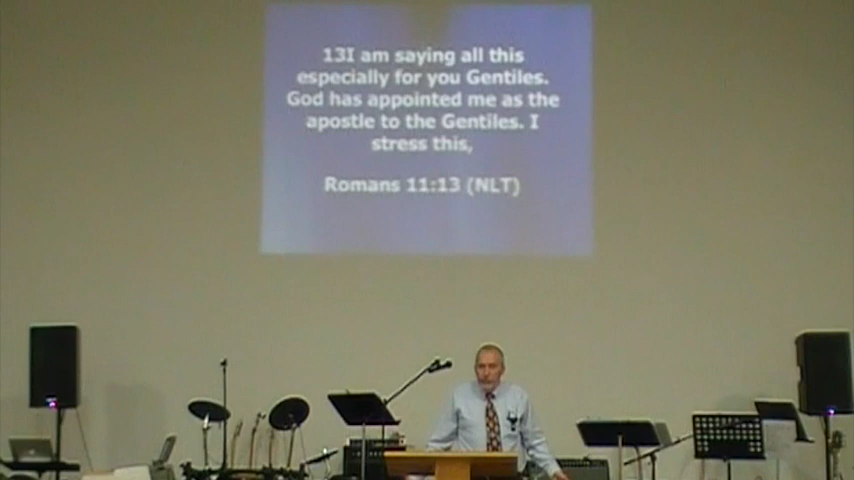 13I am saying all this
especially for you Gentiles.
God has appointed me as the
apostle to the Gentiles. I
stress this,
Romans 11:13 (NLT)